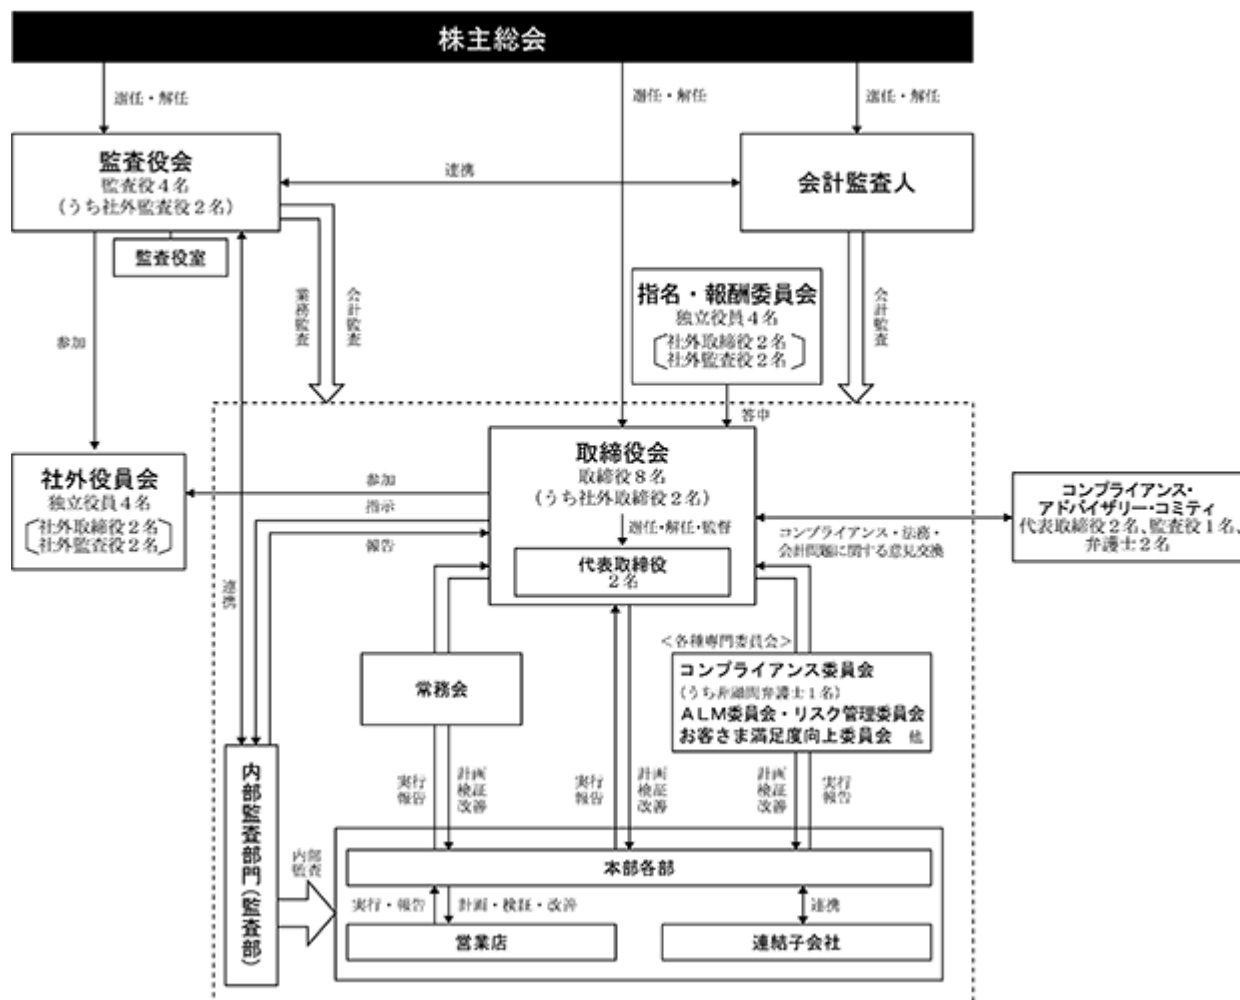 株主総会
選任・解任
選任・解任
選任・解任
監査役会
監査役4名
(うち社外監査役2名)
連携
会計監査人
監査役室
指名・報酬委員会
独立役員4名
社外取締役2名
社外監査役2名
業務監査
会計監査
会計監査
参加
答申
社外役員会
独立役員4名
社外取締役2名
社外監査役2名
参加
指示
報告
取締役会
取締役8名
(うち社外取締役2名)
選任・解任・監督
代表取締役
2名
コンプライアンス・法務・
会計問題に関する意見交換
コンプライアンス・
アドバイザリー・コミティ
代表取締役2名、監査役1名、
弁護士2名
連携
常務会
<各種専門委員会>
コンプライアンス委員会
(うち非顧問弁護士1名)
ALM委員会・リスク管理委員会
お客さま満足度向上委員会 他
実行
報告
計画
検証
改善
実行
報告
計画
検証
改善
計画
検証
改善
実行
報告
内部監査部門(監査部)
内部
監査
本部各部
実行・報告
計画・検証・改善
連携
営業店
連結子会社